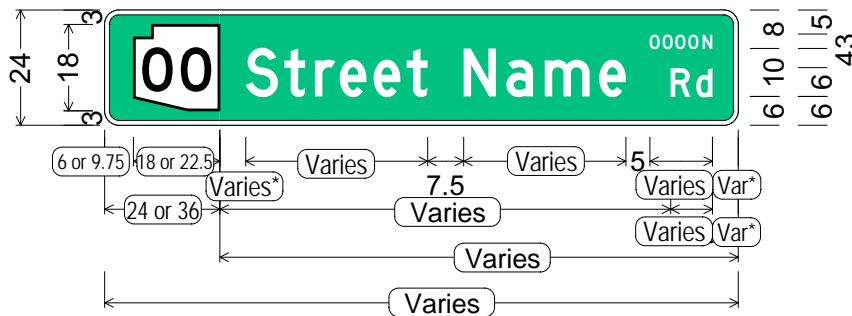 3
24
18
3
00
Street Name
0000N
Rd
8
10
6
5
43
6
6
6 or 9.75
18 or 22.5
Varies*
Varies
7.5
Varies
5
Varies
Var*
24 or 36
Varies
Varies
Var*
Varies
Varies